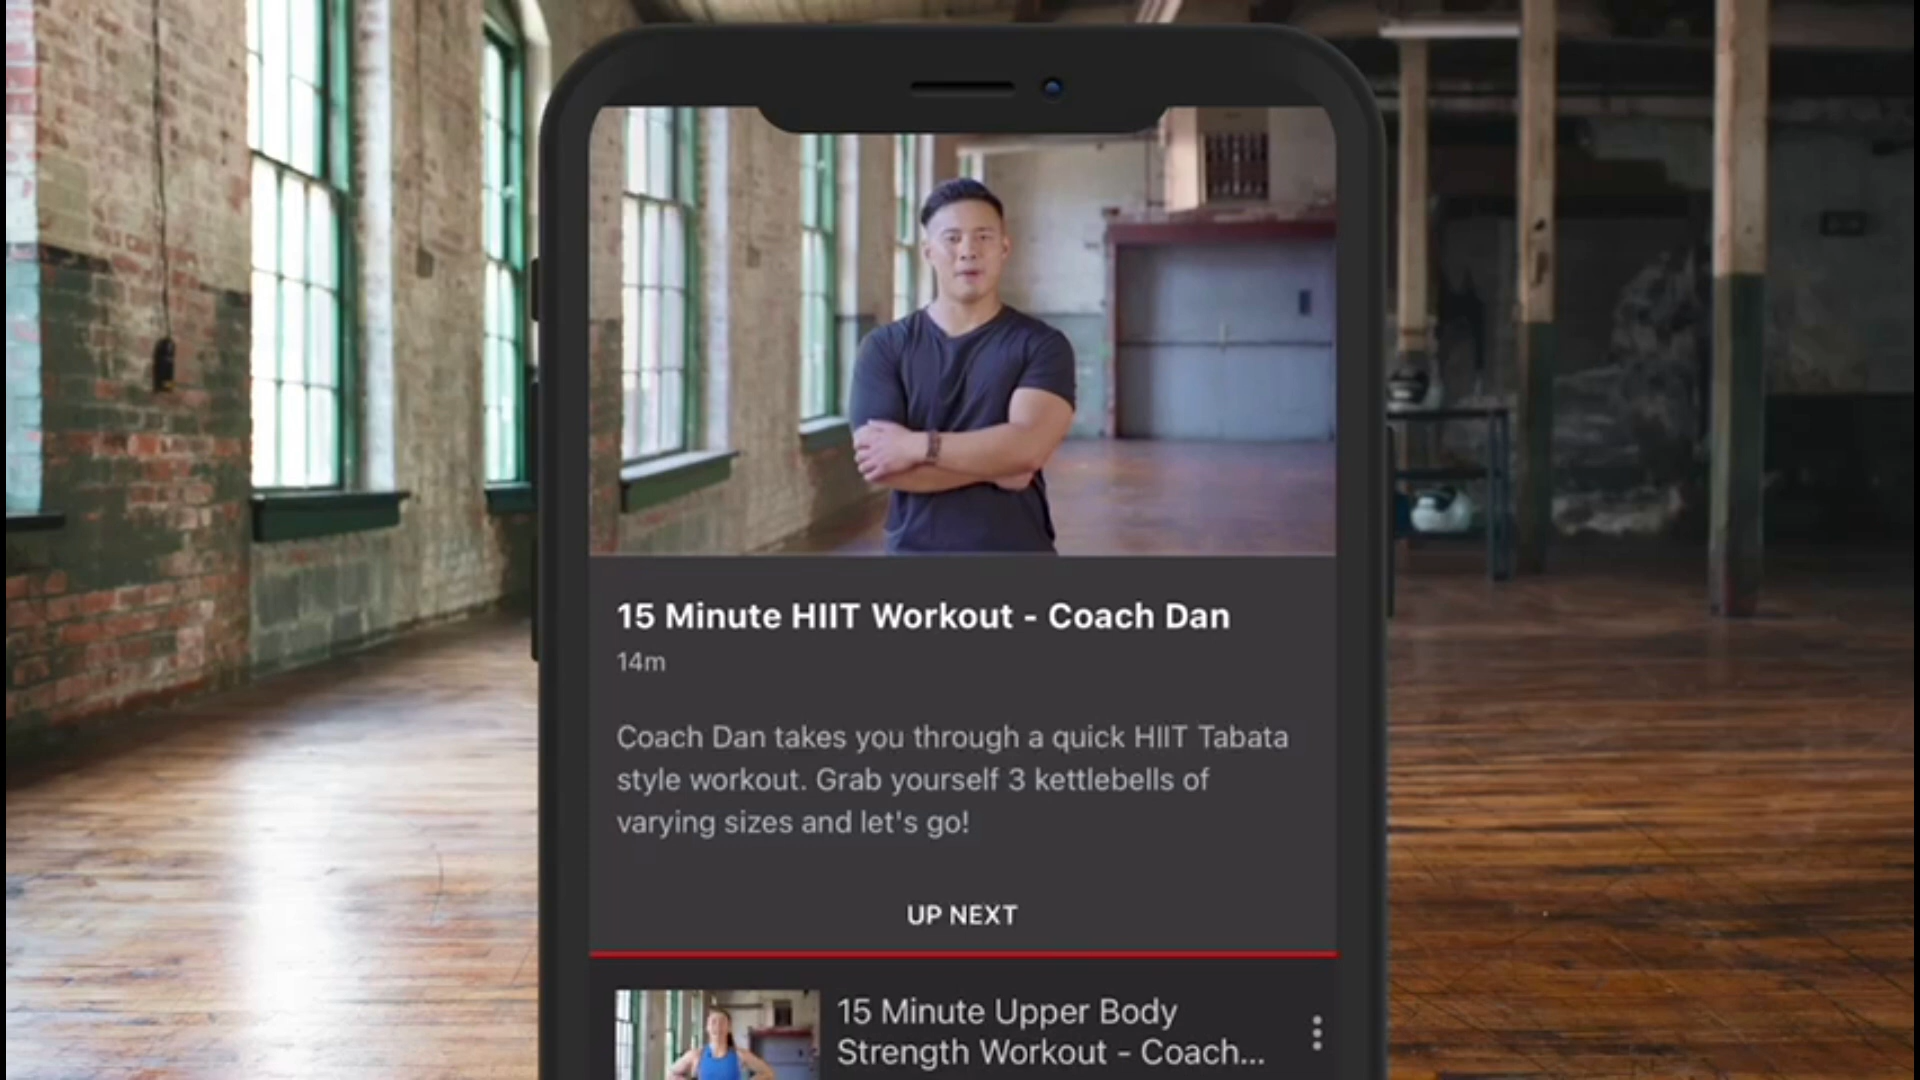 15 Minute HIIT Workout - Coach Dan
14m
Coach Dan takes you through a quick HIIT Tabata
style workout. Grab yourself 3 kettlebells of
varying sizes and let's go!
UP NEXT
15 Minute Upper Body
Strength Workout - Coach...